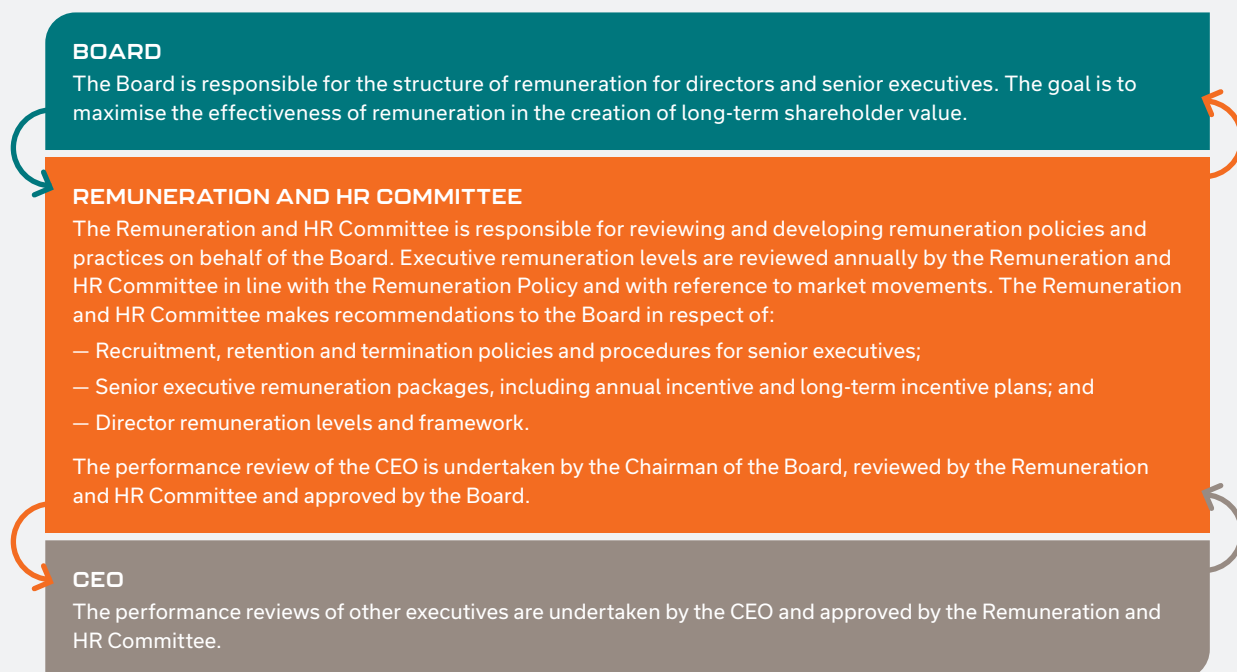 BOARD
The Board is responsible for the structure of remuneration for directors and senior executives. The goal is to
maximise the effectiveness of remuneration in the creation of long-term shareholder value.
REMUNERATION AND HR COMMITTEE
The Remuneration and HR Committee is responsible for reviewing and developing remuneration policies and
practices on behalf of the Board. Executive remuneration levels are reviewed annually by the Remuneration and
HR Committee in line with the Remuneration Policy and with reference to market movements. The Remuneration
and HR Committee makes recommendations to the Board in respect of:
— Recruitment, retention and termination policies and procedures for senior executives;
— Senior executive remuneration packages, including annual incentive and long-term incentive plans; and
— Director remuneration levels and framework.
The performance review of the CEO is undertaken by the Chairman of the Board, reviewed by the Remuneration
and HR Committee and approved by the Board.
CEO
The performance reviews of other executives are undertaken by the CEO and approved by the Remuneration and
HR Committee.